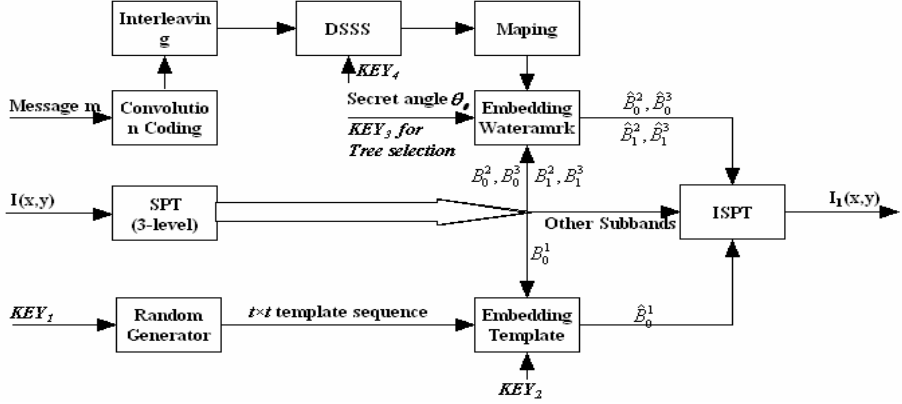 Interleavin
g
DSSS
Maping
KEY₄
Message m
Convolutio
n Coding
Secret angle θₑ
KEY₃ for
Tree selection
Embedding
Wateramrk
B̂₀², B̂₀³
B̂₁², B̂₁³
B₀², B₀³ B₁², B₁³
I(x,y)
SPT
(3-level)
Other Subbands
ISPT
I₁(x,y)
B₀¹
KEY₁
Random
Generator
t×t template sequence
Embedding
Template
B̂₀¹
KEY₂